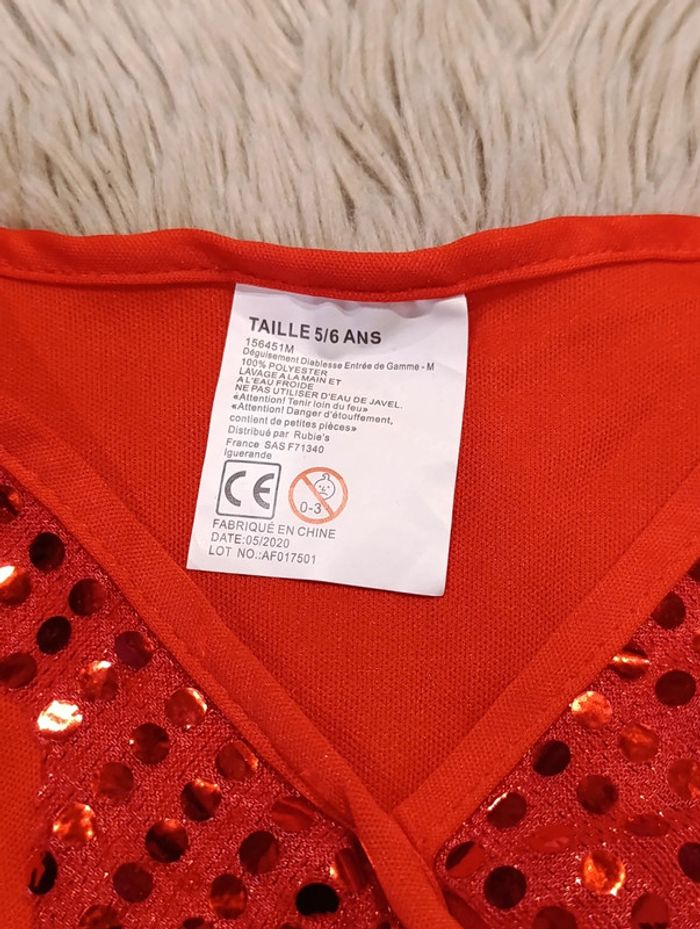 TAILLE 5/6 ANS
156451M
Déguisement Diablesse Entrée de Gamme - M
100% POLYESTER
LAVAGE A LA MAIN ET
A L'EAU FROIDE
NE PAS UTILISER D'EAU DE JAVEL.
«Attention! Tenir loin du feu»
«Attention! Danger d'étouffement,
contient de petites pièces»
Distribué par Rubie's
France SAS F71340
Iguerande
CE
0-3
FABRIQUÉ EN CHINE
DATE:05/2020
LOT NO.:AF017501